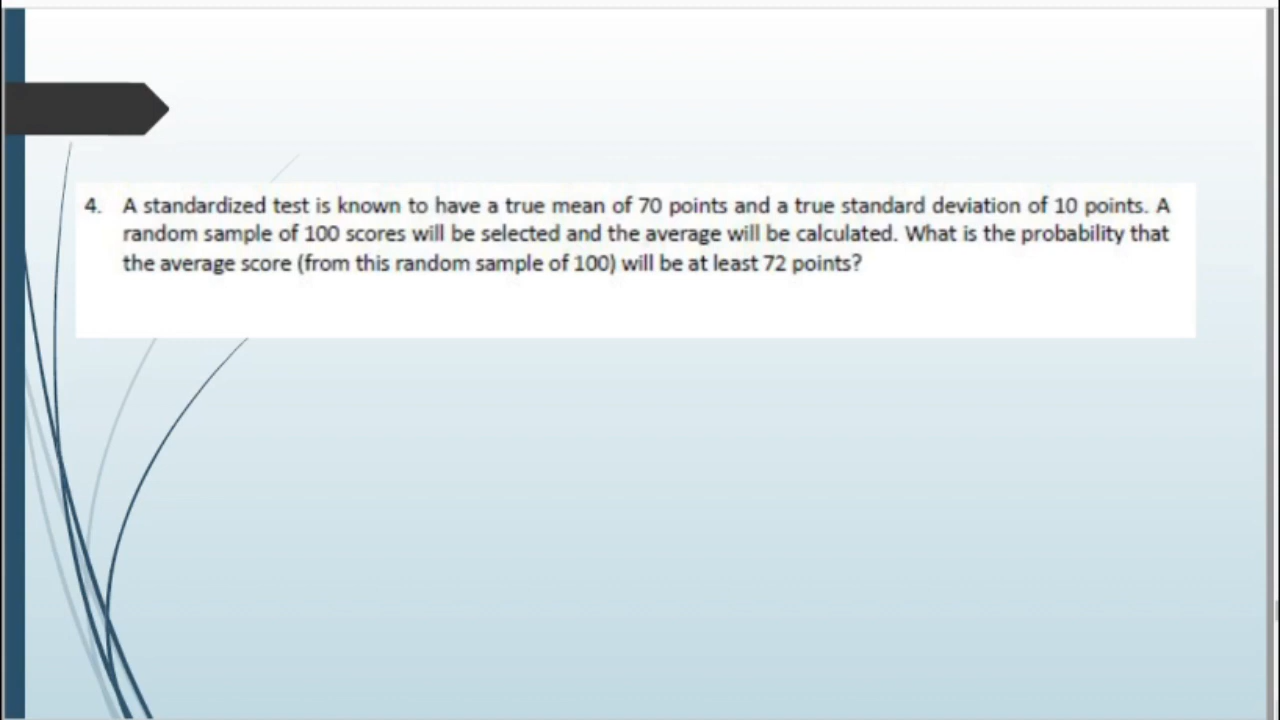 4. A standardized test is known to have a true mean of 70 points and a true standard deviation of 10 points. A
random sample of 100 scores will be selected and the average will be calculated. What is the probability that
the average score (from this random sample of 100) will be at least 72 points?